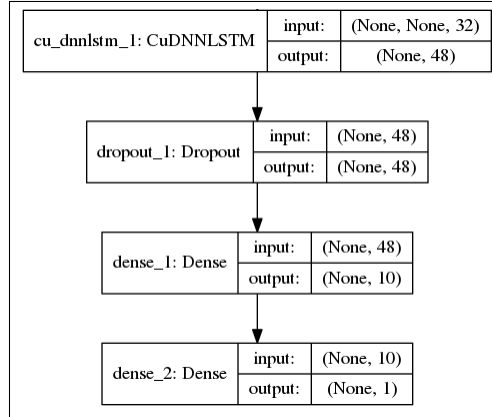 cu_dnnlstm_1: CuDNNLSTM
input: (None, None, 32)
output: (None, 48)
dropout_1: Dropout
input: (None, 48)
output: (None, 48)
dense_1: Dense
input: (None, 48)
output: (None, 10)
dense_2: Dense
input: (None, 10)
output: (None, 1)